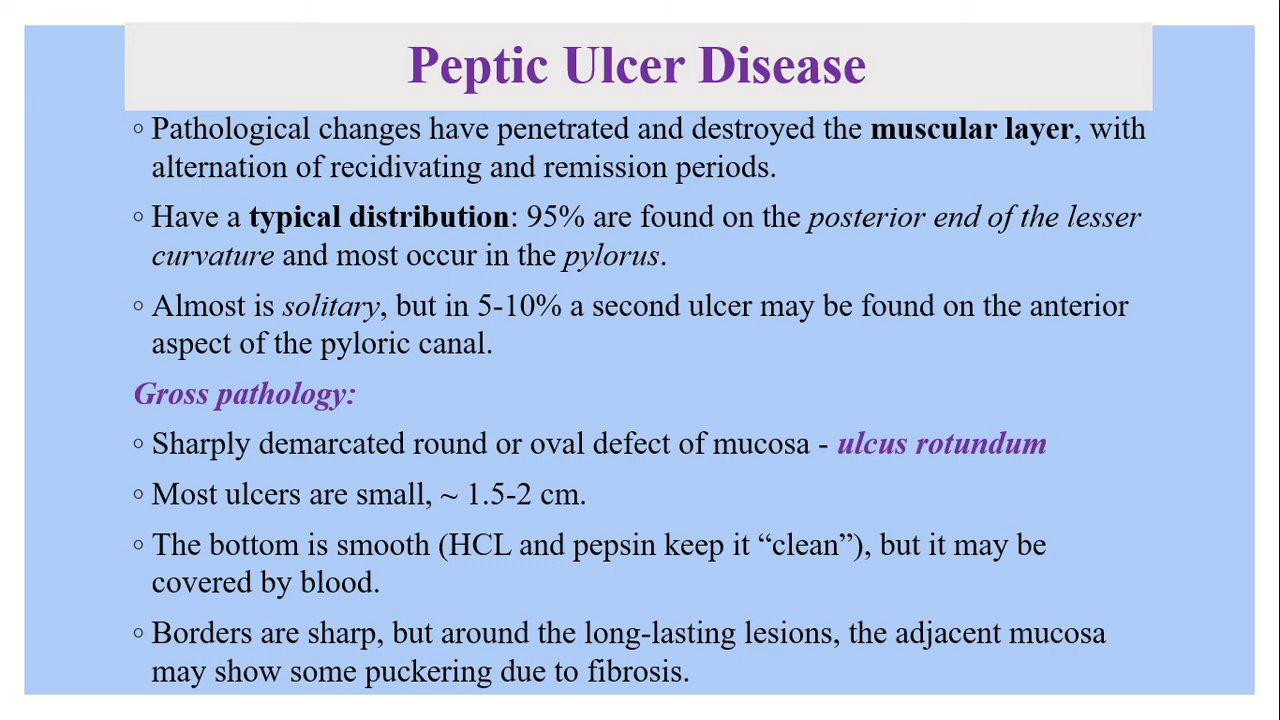 Peptic Ulcer Disease
◦ Pathological changes have penetrated and destroyed the muscular layer, with
alternation of recidivating and remission periods.
◦ Have a typical distribution: 95% are found on the posterior end of the lesser
curvature and most occur in the pylorus.
◦ Almost is solitary, but in 5-10% a second ulcer may be found on the anterior
aspect of the pyloric canal.
Gross pathology:
◦ Sharply demarcated round or oval defect of mucosa - ulcus rotundum
◦ Most ulcers are small, ~ 1.5-2 cm.
◦ The bottom is smooth (HCL and pepsin keep it “clean”), but it may be
covered by blood.
◦ Borders are sharp, but around the long-lasting lesions, the adjacent mucosa
may show some puckering due to fibrosis.